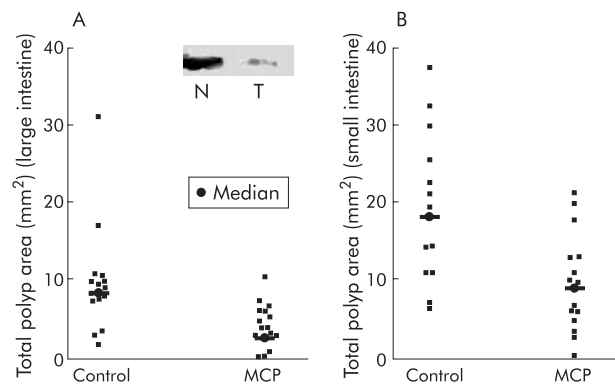 A
Total polyp area (mm²) (large intestine)
40
30
20
10
0
Control
MCP
N
T
Median
B
Total polyp area (mm²) (small intestine)
40
30
20
10
0
Control
MCP